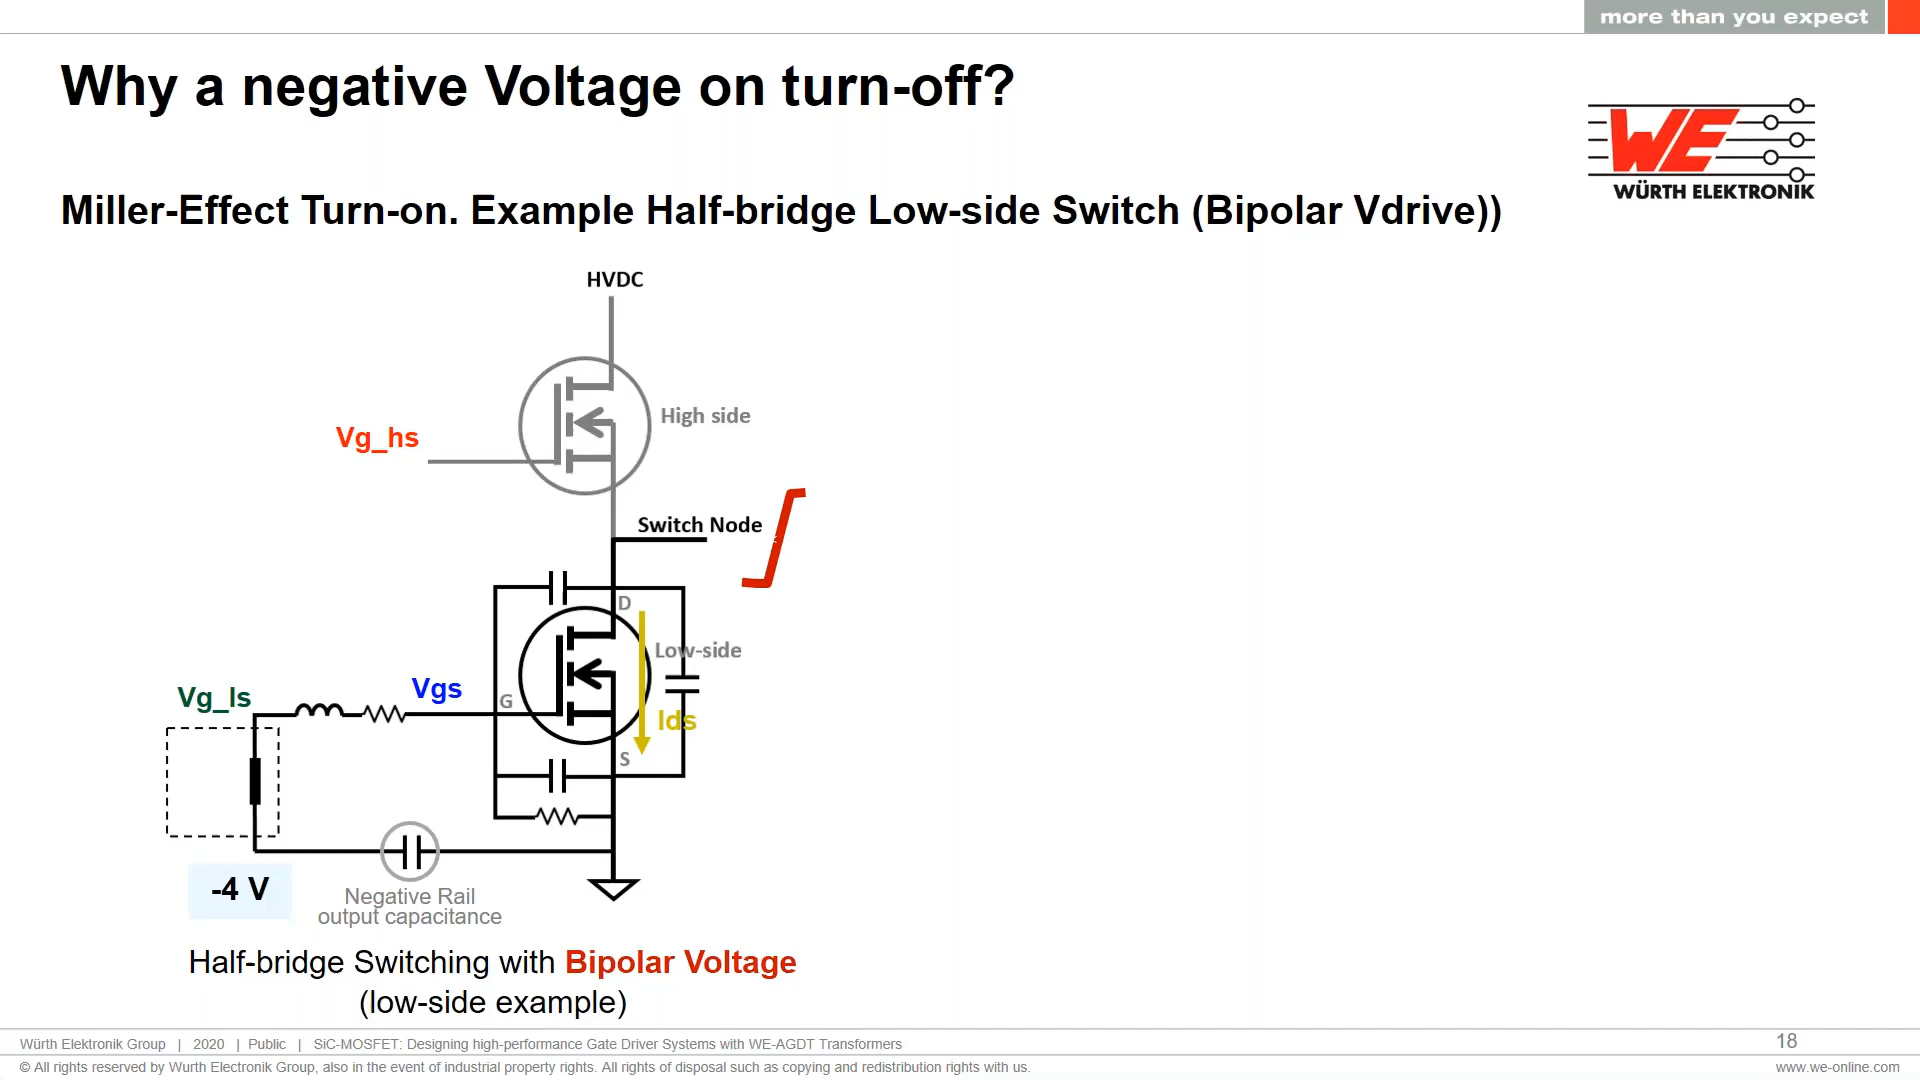 more than you expect
Why a negative Voltage on turn-off?
WE
WÜRTH ELEKTRONIK
Miller-Effect Turn-on. Example Half-bridge Low-side Switch (Bipolar Vdrive))
HVDC
High side
Vg_hs
Switch Node
D
Low-side
Vg_ls
Vgs
G
Ids
S
-4 V
Negative Rail
output capacitance
Half-bridge Switching with Bipolar Voltage
(low-side example)
Würth Elektronik Group | 2020 | Public | SiC-MOSFET: Designing high-performance Gate Driver Systems with WE-AGDT Transformers
18
© All rights reserved by Wurth Electronik Group, also in the event of industrial property rights. All rights of disposal such as copying and redistribution rights with us.
www.we-online.com